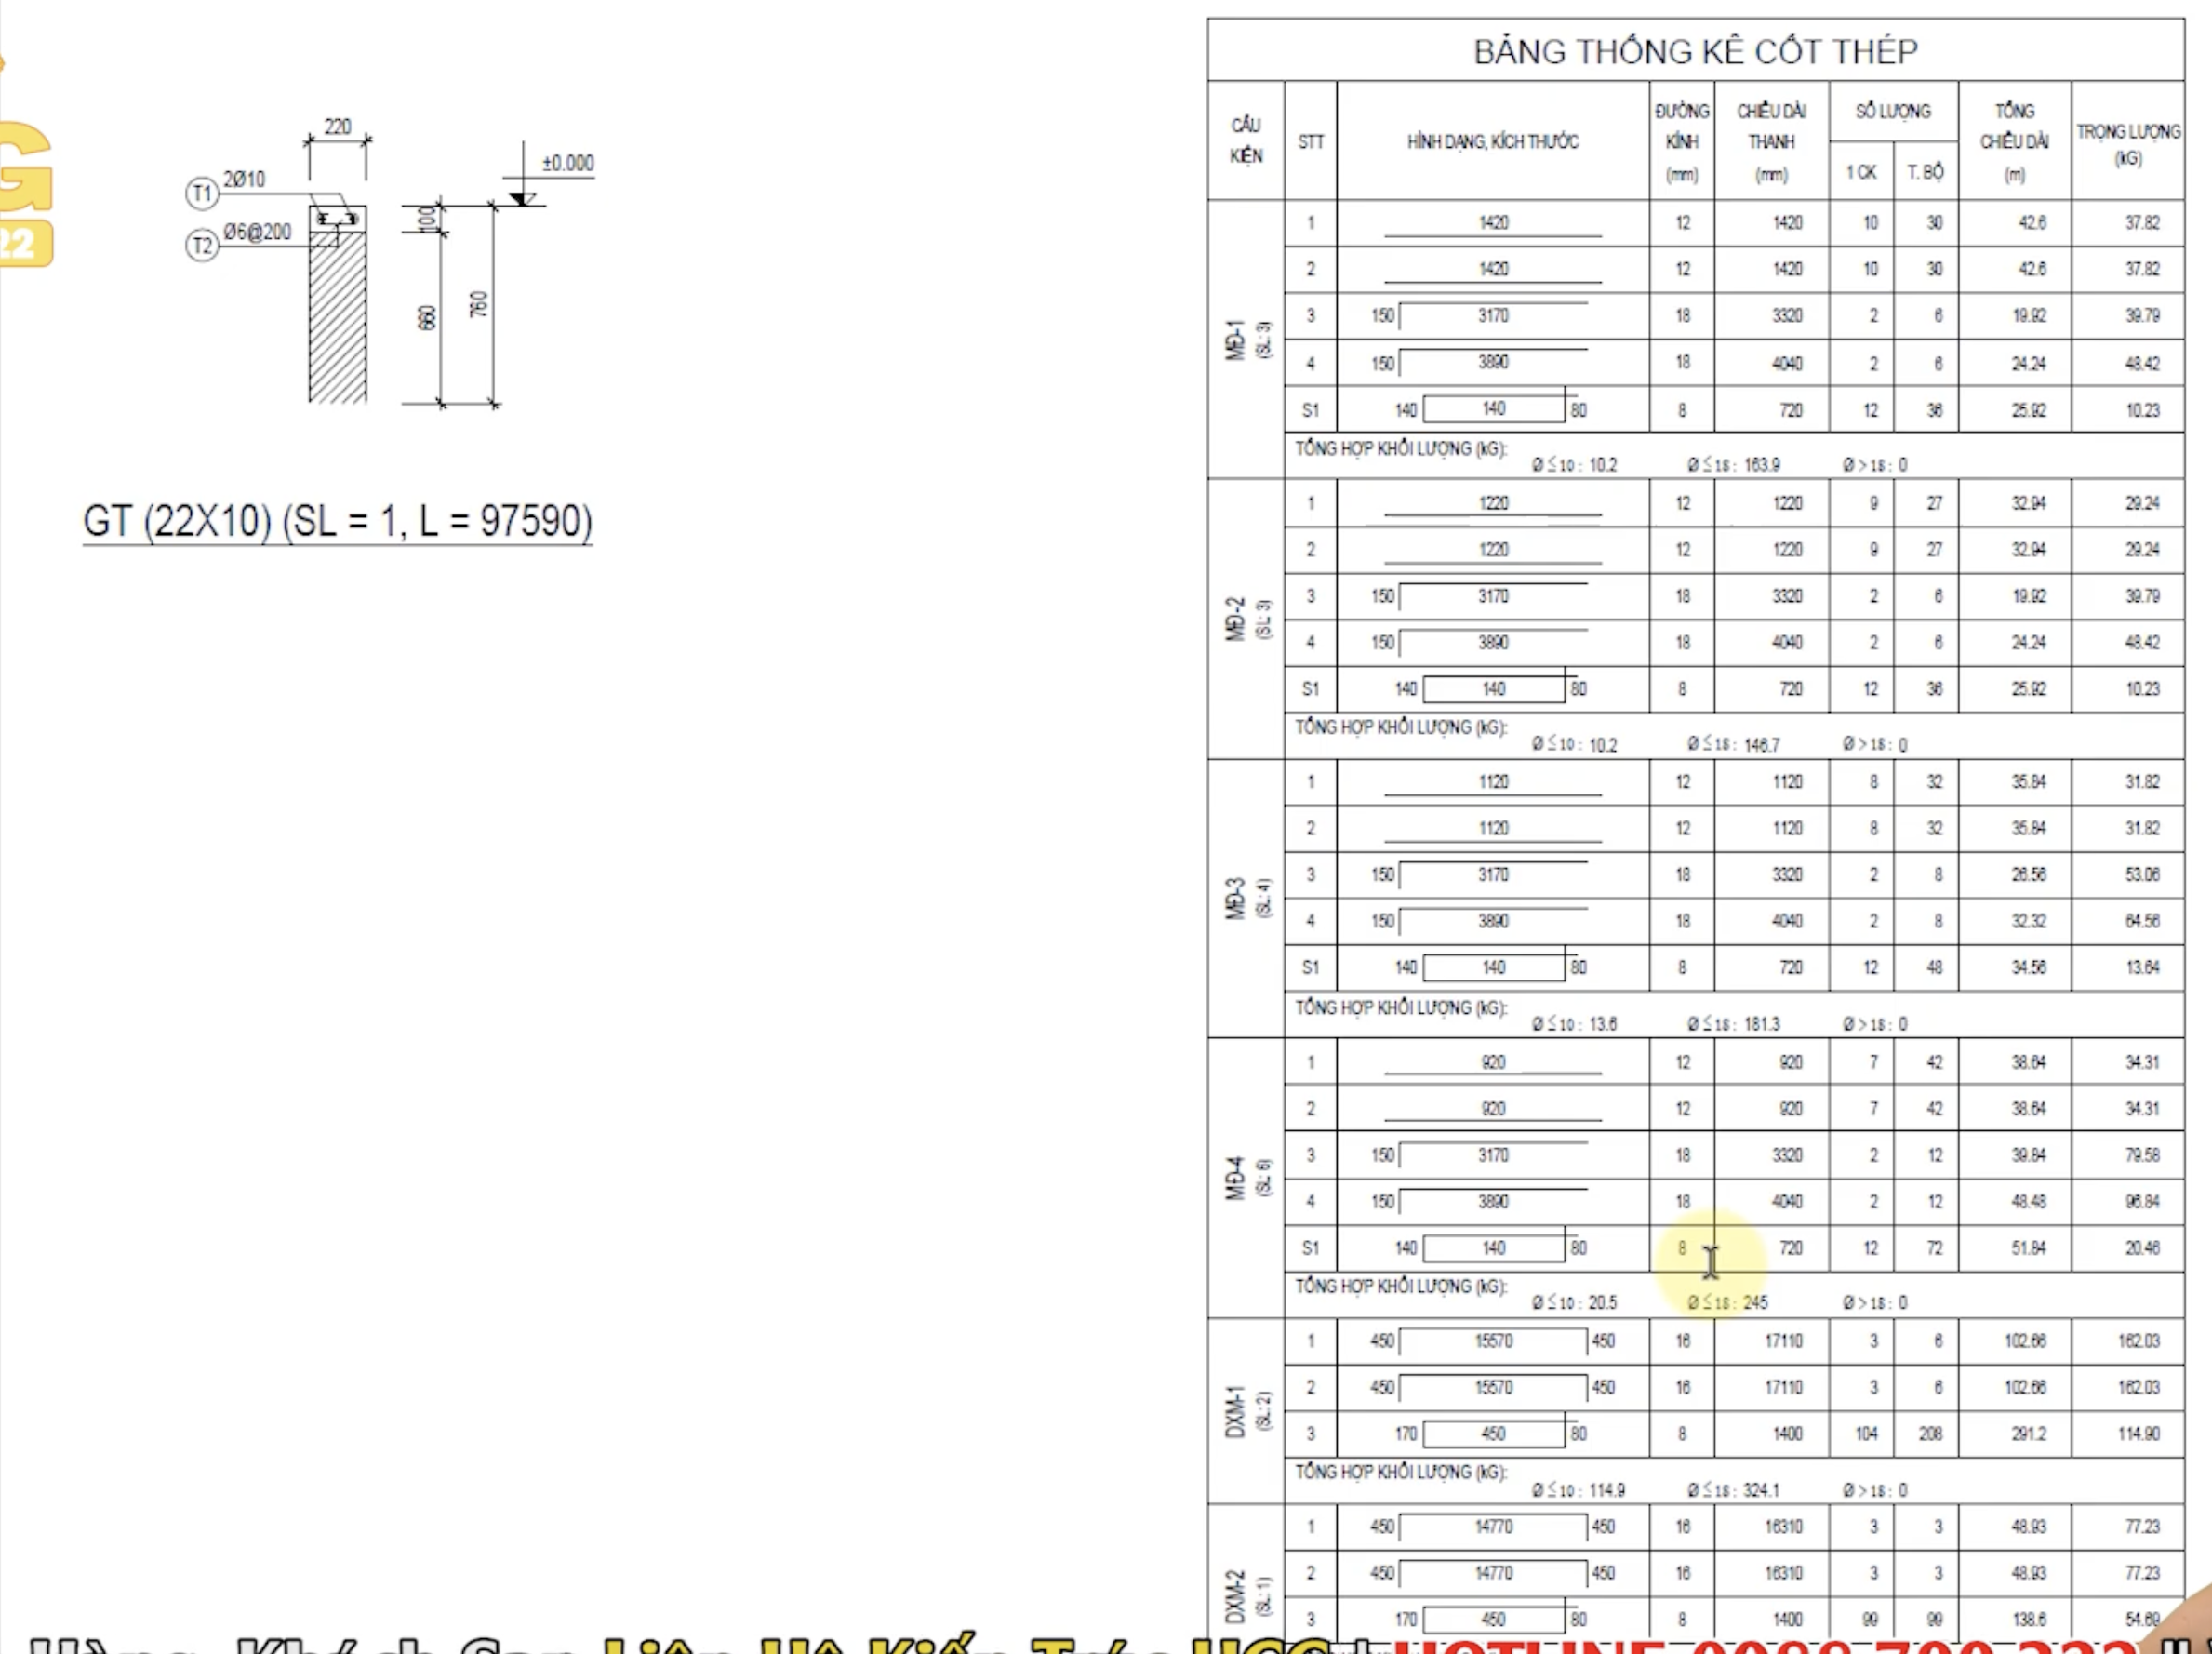 G
22
220
±0.000
T1 2Ø10
100
T2 Ø6@200
660
760
GT (22X10) (SL = 1, L = 97590)
BẢNG THỐNG KÊ CỐT THÉP
CẤU KIỆN STT HÌNH DẠNG, KÍCH THƯỚC ĐƯỜNG KÍNH (mm) CHIỀU DÀI THANH (mm) SỐ LƯỢNG 1 CK T. BỘ TỔNG CHIỀU DÀI (m) TRỌNG LƯỢNG (kG)
MĐ-1 (SL: 3)
1 1420 12 1420 10 30 42.6 37.82
2 1420 12 1420 10 30 42.6 37.82
3 150 3170 18 3320 2 6 19.92 39.79
4 150 3890 18 4040 2 6 24.24 48.42
S1 140 140 80 8 720 12 36 25.92 10.23
TỔNG HỢP KHỐI LƯỢNG (kG): Ø ≤ 10 : 10.2 Ø ≤ 18 : 163.9 Ø > 18 : 0
MĐ-2 (SL: 3)
1 1220 12 1220 9 27 32.94 29.24
2 1220 12 1220 9 27 32.94 29.24
3 150 3170 18 3320 2 6 19.92 39.79
4 150 3890 18 4040 2 6 24.24 48.42
S1 140 140 80 8 720 12 36 25.92 10.23
TỔNG HỢP KHỐI LƯỢNG (kG): Ø ≤ 10 : 10.2 Ø ≤ 18 : 146.7 Ø > 18 : 0
MĐ-3 (SL: 4)
1 1120 12 1120 8 32 35.84 31.82
2 1120 12 1120 8 32 35.84 31.82
3 150 3170 18 3320 2 8 26.56 53.06
4 150 3890 18 4040 2 8 32.32 64.56
S1 140 140 80 8 720 12 48 34.56 13.64
TỔNG HỢP KHỐI LƯỢNG (kG): Ø ≤ 10 : 13.6 Ø ≤ 18 : 181.3 Ø > 18 : 0
MĐ-4 (SL: 6)
1 920 12 920 7 42 38.64 34.31
2 920 12 920 7 42 38.64 34.31
3 150 3170 18 3320 2 12 39.84 79.58
4 150 3890 18 4040 2 12 48.48 96.84
S1 140 140 80 8 720 12 72 51.84 20.46
TỔNG HỢP KHỐI LƯỢNG (kG): Ø ≤ 10 : 20.5 Ø ≤ 18 : 245 Ø > 18 : 0
DXM-1 (SL: 2)
1 450 15570 450 16 17110 3 6 102.66 162.03
2 450 15570 450 16 17110 3 6 102.66 162.03
3 170 450 80 8 1400 104 208 291.2 114.90
TỔNG HỢP KHỐI LƯỢNG (kG): Ø ≤ 10 : 114.9 Ø ≤ 18 : 324.1 Ø > 18 : 0
DXM-2 (SL: 1)
1 450 14770 450 16 16310 3 3 48.93 77.23
2 450 14770 450 16 16310 3 3 48.93 77.23
3 170 450 80 8 1400 99 99 138.6 54.69